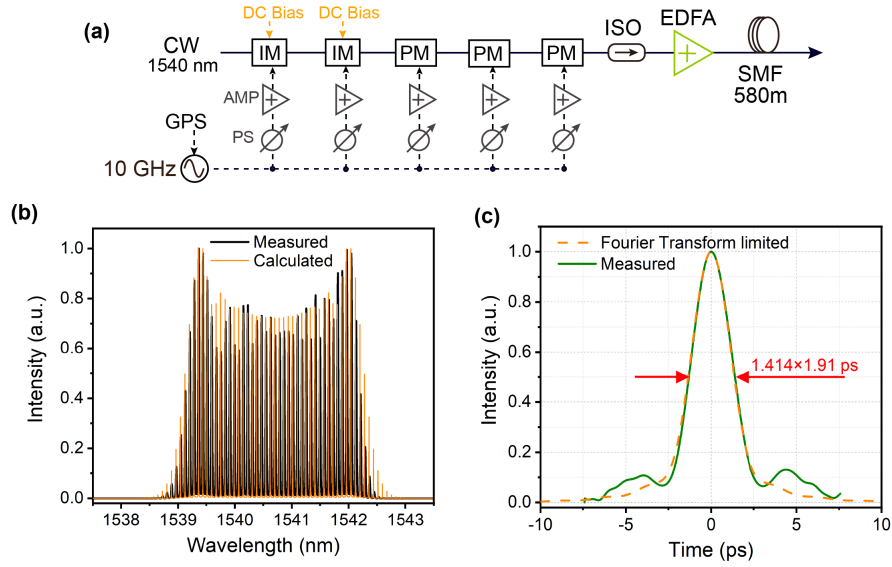 (a)
DC Bias DC Bias
CW
1540 nm
IM IM PM PM PM
ISO
EDFA
SMF
580m
AMP
GPS
PS
10 GHz
(b)
Measured
Calculated
Intensity (a.u.)
1.0
0.8
0.6
0.4
0.2
0.0
1538 1539 1540 1541 1542 1543
Wavelength (nm)
(c)
Fourier Transform limited
Measured
1.414×1.91 ps
Intensity (a.u.)
1.0
0.8
0.6
0.4
0.2
0.0
-10 -5 0 5 10
Time (ps)